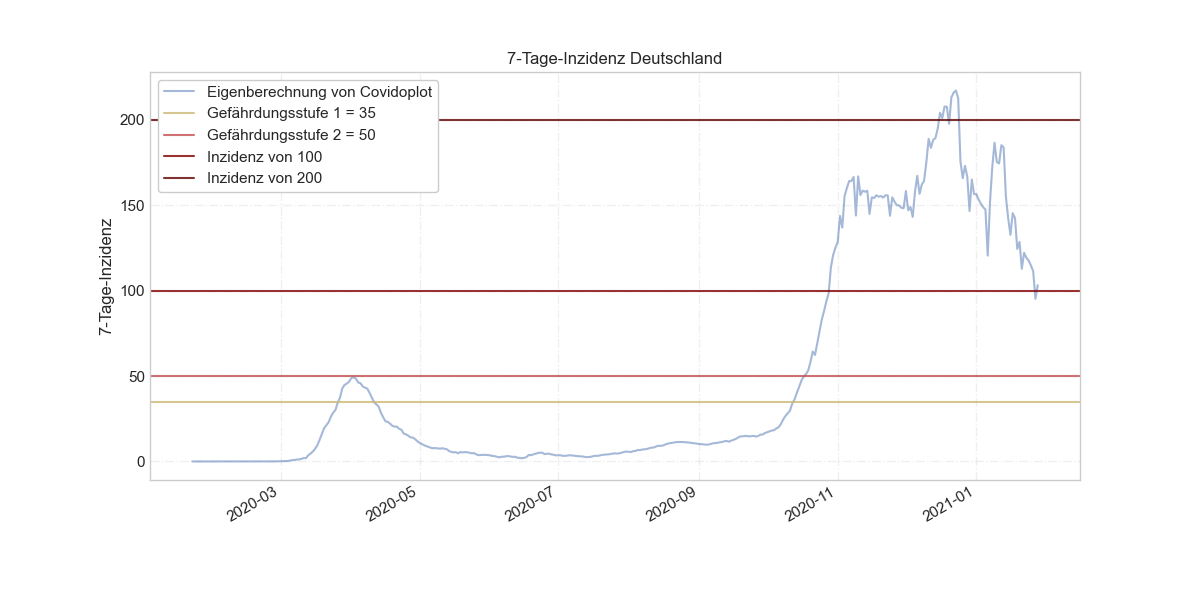 7-Tage-Inzidenz Deutschland
Eigenberechnung von Covidoplot
Gefährdungsstufe 1 = 35
Gefährdungsstufe 2 = 50
Inzidenz von 100
Inzidenz von 200
7-Tage-Inzidenz
200
150
100
50
0
2020-03
2020-05
2020-07
2020-09
2020-11
2021-01